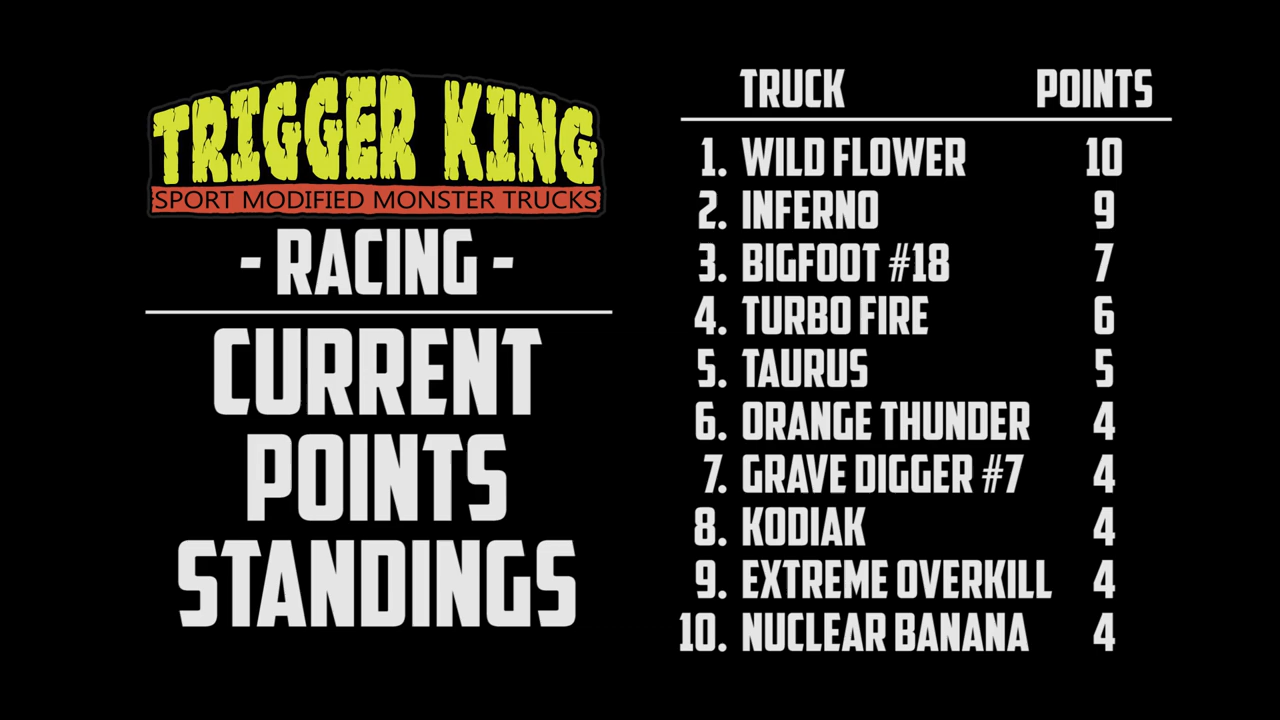 TRIGGER KING
SPORT MODIFIED MONSTER TRUCKS
- RACING -
CURRENT
POINTS
STANDINGS
TRUCK POINTS
1. WILD FLOWER 10
2. INFERNO 9
3. BIGFOOT #18 7
4. TURBO FIRE 6
5. TAURUS 5
6. ORANGE THUNDER 4
7. GRAVE DIGGER #7 4
8. KODIAK 4
9. EXTREME OVERKILL 4
10. NUCLEAR BANANA 4